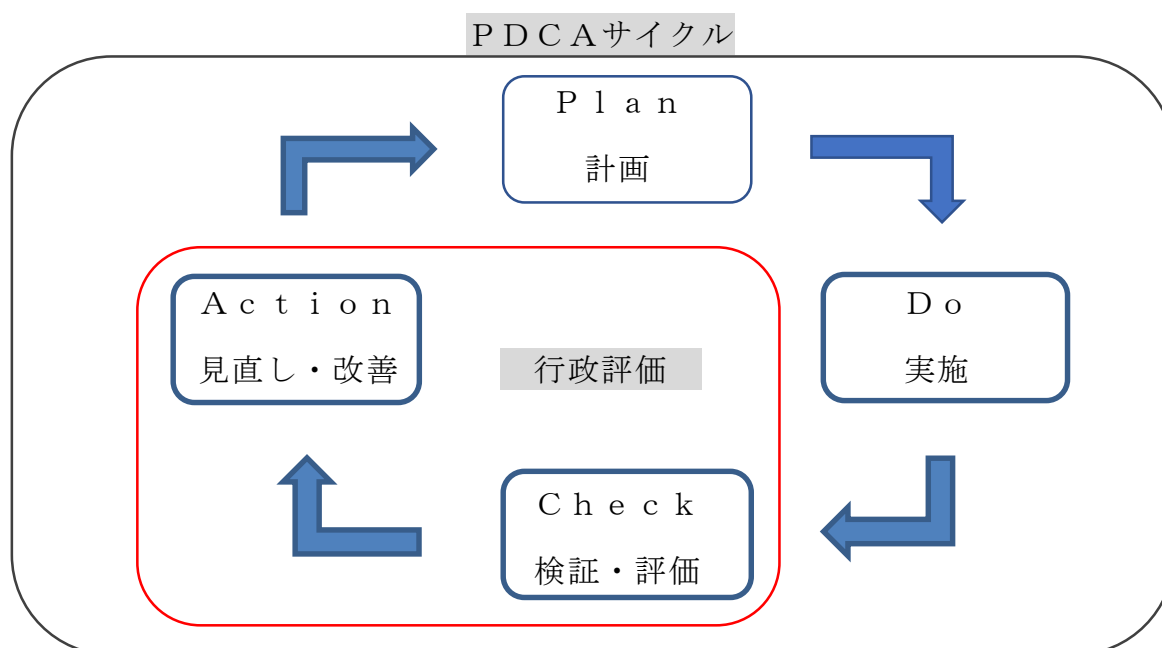 ＰＤＣＡサイクル
Ｐｌａｎ
計画
Ａｃｔｉｏｎ
見直し・改善
行政評価
Ｄｏ
実施
Ｃｈｅｃｋ
検証・評価